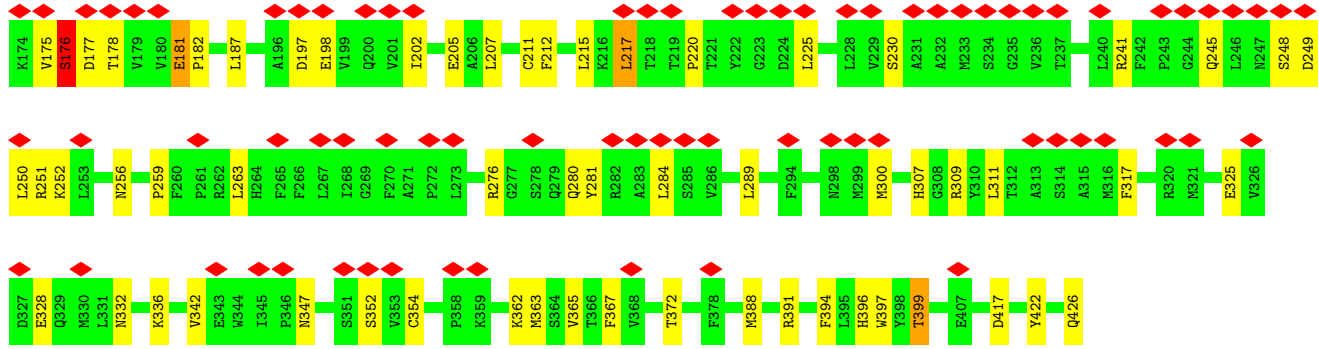 K174 V175 S176 D177 T178 V179 V180 E181 P182 L187 A196 D197 E198 V199 Q200 V201 I202 E205 A206 L207 C211 F212 L215 K216 L217 T218 T219 P220 T221 Y222 G223 D224 L225 L228 V229 S230 A231 A232 M233 S234 G235 V236 T237 L240 R241 F242 P243 G244 Q245 L246 N247 S248 D249
L250 R251 K252 L253 N256 P259 F260 P261 R262 L263 H264 F265 F266 L267 I268 G269 F270 A271 P272 L273 R276 G277 S278 Q279 Q280 Y281 R282 A283 L284 S285 V286 L289 F294 N298 M299 M300 H307 G308 R309 Y310 L311 T312 A313 S314 A315 M316 F317 R320 M321 E325 V326
D327 E328 Q329 M330 L331 N332 K336 V342 E343 W344 I345 P346 N347 S351 S352 V353 C354 P358 K359 K362 M363 S364 V365 T366 F367 V368 T372 F378 M388 R391 F394 L395 H396 W397 Y398 T399 E407 D417 Y422 Q426